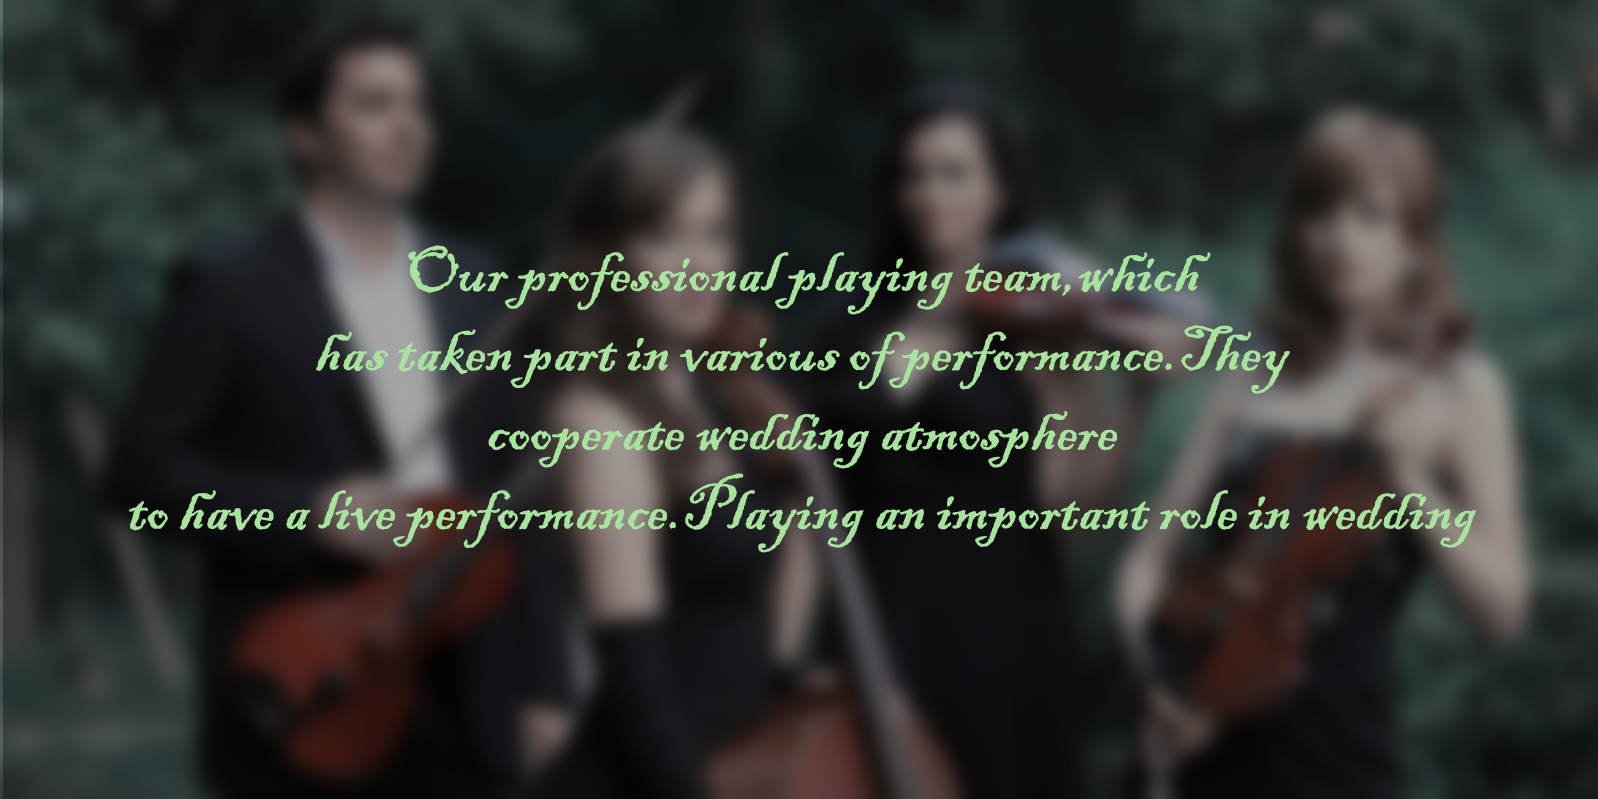 Our professional playing team,which
has taken part in various of performance.They
cooperate wedding atmosphere
to have a live performance.Playing an important role in wedding